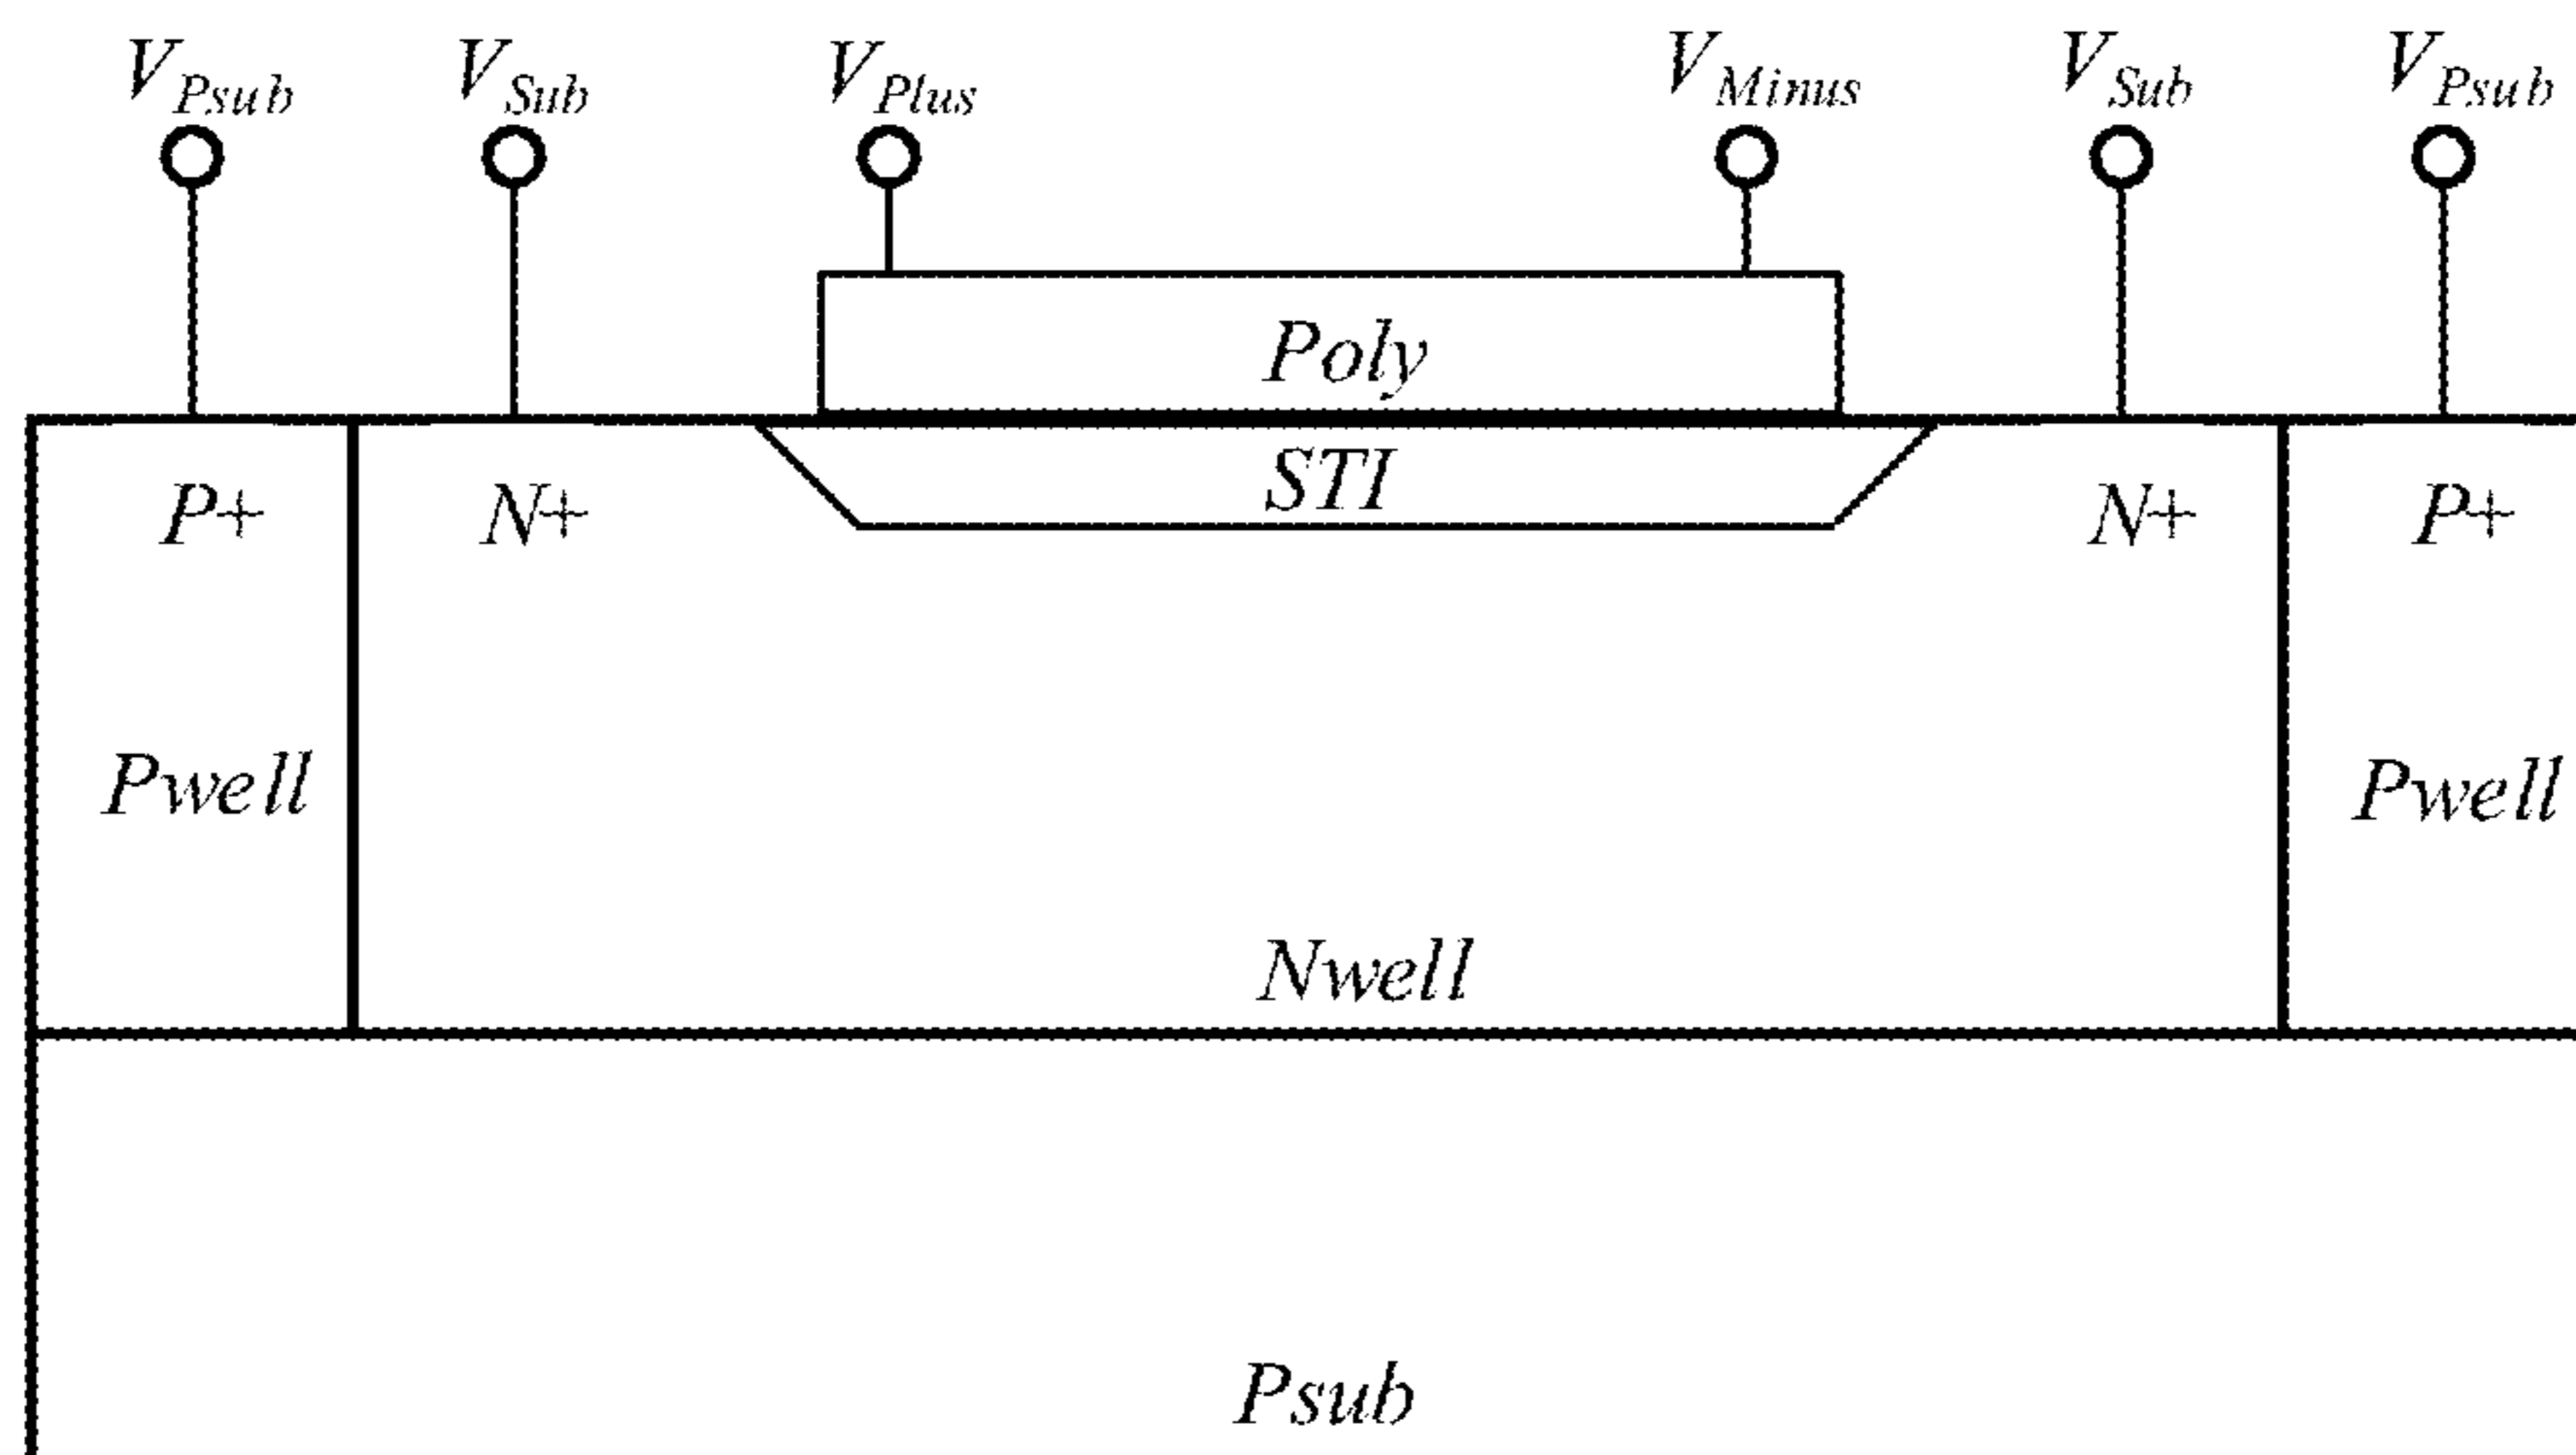 V_Psub V_Sub V_Plus V_Minus V_Sub V_Psub
Poly
STI
P+ N+ N+ P+
Pwell Pwell
Nwell
Psub